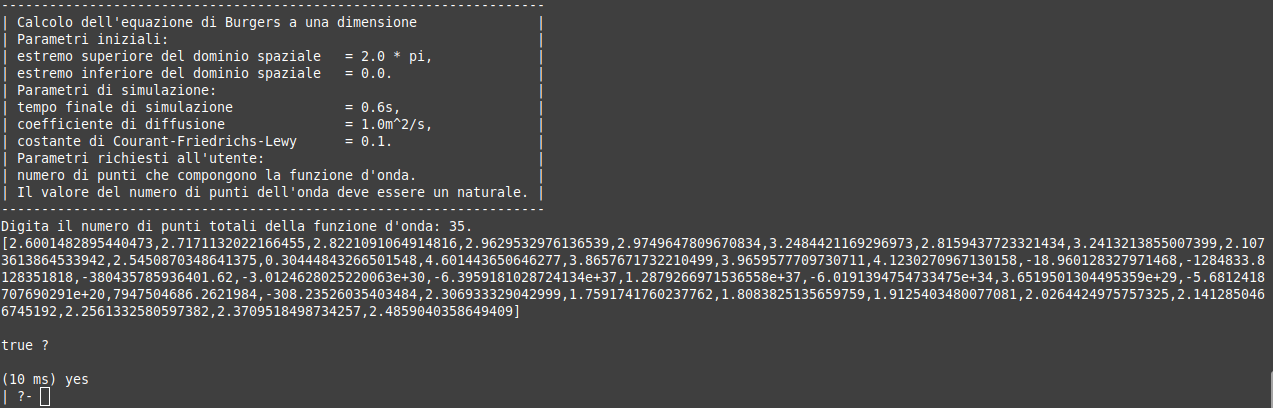 --------------------------------------------------------------------
| Calcolo dell'equazione di Burgers a una dimensione               |
| Parametri iniziali:                                              |
| estremo superiore del dominio spaziale   = 2.0 * pi,             |
| estremo inferiore del dominio spaziale   = 0.0.                  |
| Parametri di simulazione:                                        |
| tempo finale di simulazione              = 0.6s,                 |
| coefficiente di diffusione               = 1.0m^2/s,             |
| costante di Courant-Friedrichs-Lewy      = 0.1.                  |
| Parametri richiesti all'utente:                                  |
| numero di punti che compongono la funzione d'onda.               |
| Il valore del numero di punti dell'onda deve essere un naturale. |
--------------------------------------------------------------------
Digita il numero di punti totali della funzione d'onda: 35.
[2.6001482895440473,2.7171132022166455,2.8221091064914816,2.9629532976136539,2.9749647809670834,3.2484421169296973,2.8159437723321434,3.2413213855007399,2.107
3613864533942,2.5450870348641375,0.30444843266501548,4.601443650646277,3.8657671732210499,3.9659577709730711,4.1230270967130158,-18.960128327971468,-1284833.8
128351818,-380435785936401.62,-3.0124628025220063e+30,-6.3959181028724134e+37,1.2879266971536558e+37,-6.0191394754733475e+34,3.6519501304495359e+29,-5.6812418
707690291e+20,7947504686.2621984,-308.23526035403484,2.306933329042999,1.7591741760237762,1.8083825135659759,1.9125403480077081,2.0264424975757325,2.141285046
6745192,2.2561332580597382,2.3709518498734257,2.4859040358649409]
true ?
(10 ms) yes
| ?-